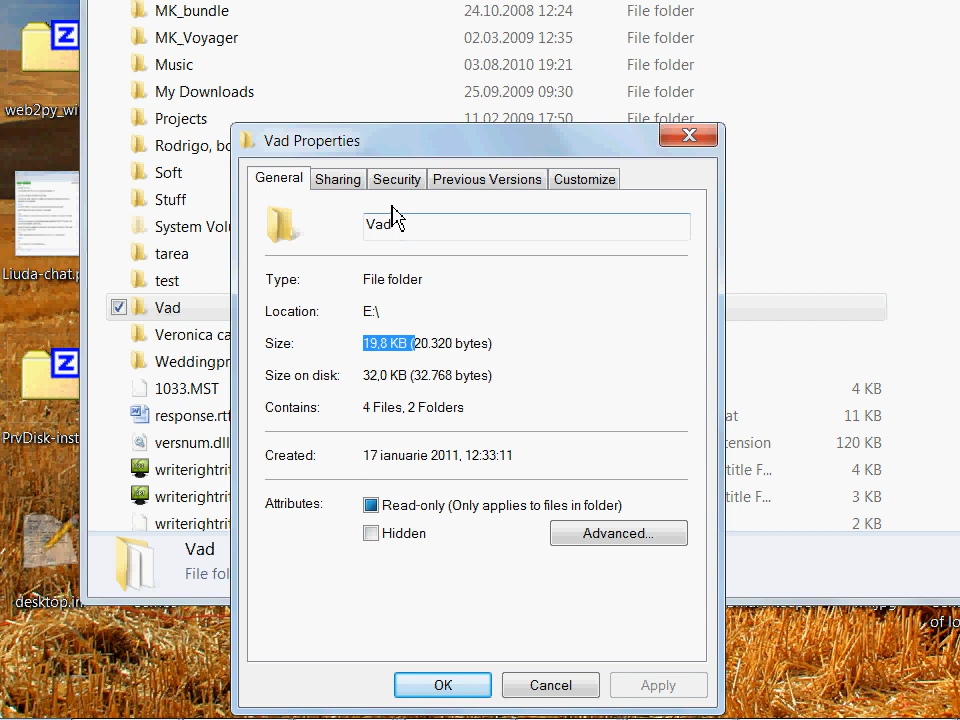 MK_bundle 24.10.2008 12:24 File folder
MK_Voyager 02.03.2009 12:35 File folder
Music 03.08.2010 19:21 File folder
My Downloads 25.09.2009 09:30 File folder
Projects 11.02.2009 17:50 File folder
Rodrigo, bo
Soft
Stuff
System Volu
tarea
test
Vad
Veronica ca
Weddingpr
1033.MST 4 KB
response.rtf at 11 KB
versnum.dll tension 120 KB
writerightrit title F... 4 KB
writerightrit title F... 3 KB
writerightrit 2 KB
Vad
File fol
web2py_wi
Liuda-chat.p
PrvDisk-inst
desktop.in
of lo
Vad Properties
General Sharing Security Previous Versions Customize
Vad
Type: File folder
Location: E:\
Size: 19,8 KB (20.320 bytes)
Size on disk: 32,0 KB (32.768 bytes)
Contains: 4 Files, 2 Folders
Created: 17 ianuarie 2011, 12:33:11
Attributes: Read-only (Only applies to files in folder)
Hidden Advanced...
OK Cancel Apply